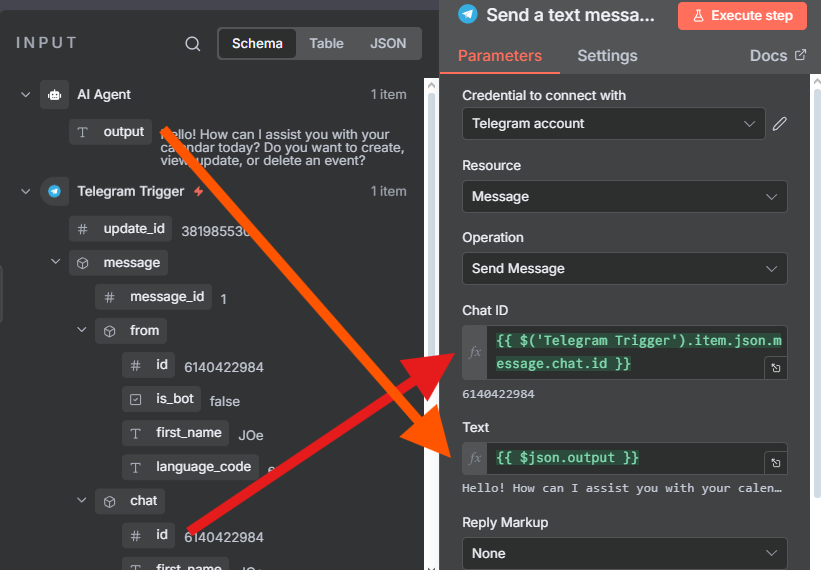 INPUT
Schema
Table
JSON
AI Agent
1 item
T output
Hello! How can I assist you with your
calendar today? Do you want to create,
view, update, or delete an event?
Telegram Trigger
1 item
# update_id
message
# message_id 1
from
# id 6140422984
is_bot false
T first_name JOe
T language_code
chat
# id 6140422984
T first_name JOe
Send a text messa...
Execute step
Parameters
Settings
Docs
Credential to connect with
Telegram account
Resource
Message
Operation
Send Message
Chat ID
fx {{ $('Telegram Trigger').item.json.m
essage.chat.id }}
6140422984
Text
fx {{ $json.output }}
Hello! How can I assist you with your calen…
Reply Markup
None